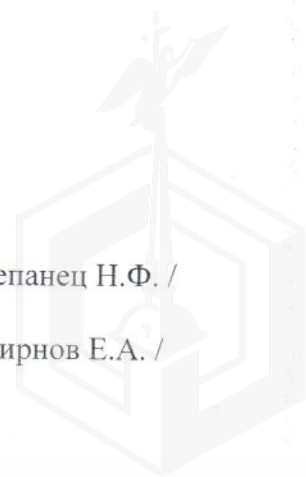 епанец Н.Ф. /
ирнов Е.А. /